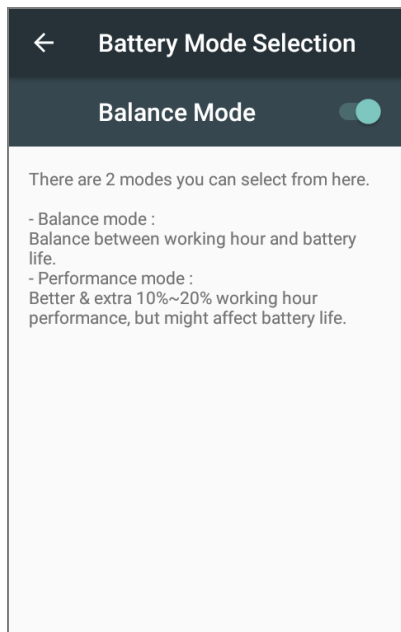 Battery Mode Selection
Balance Mode
There are 2 modes you can select from here.
- Balance mode :
Balance between working hour and battery
life.
- Performance mode :
Better & extra 10%~20% working hour
performance, but might affect battery life.